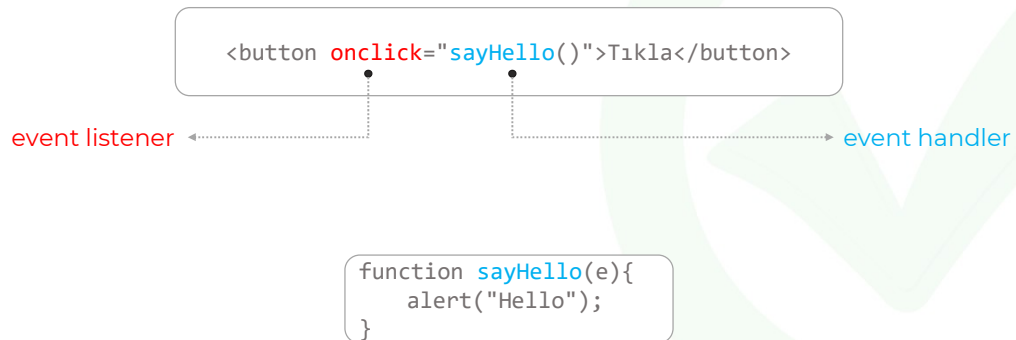 <button onclick="sayHello()">Tıkla</button>
event listener
event handler
function sayHello(e){
alert("Hello");
}